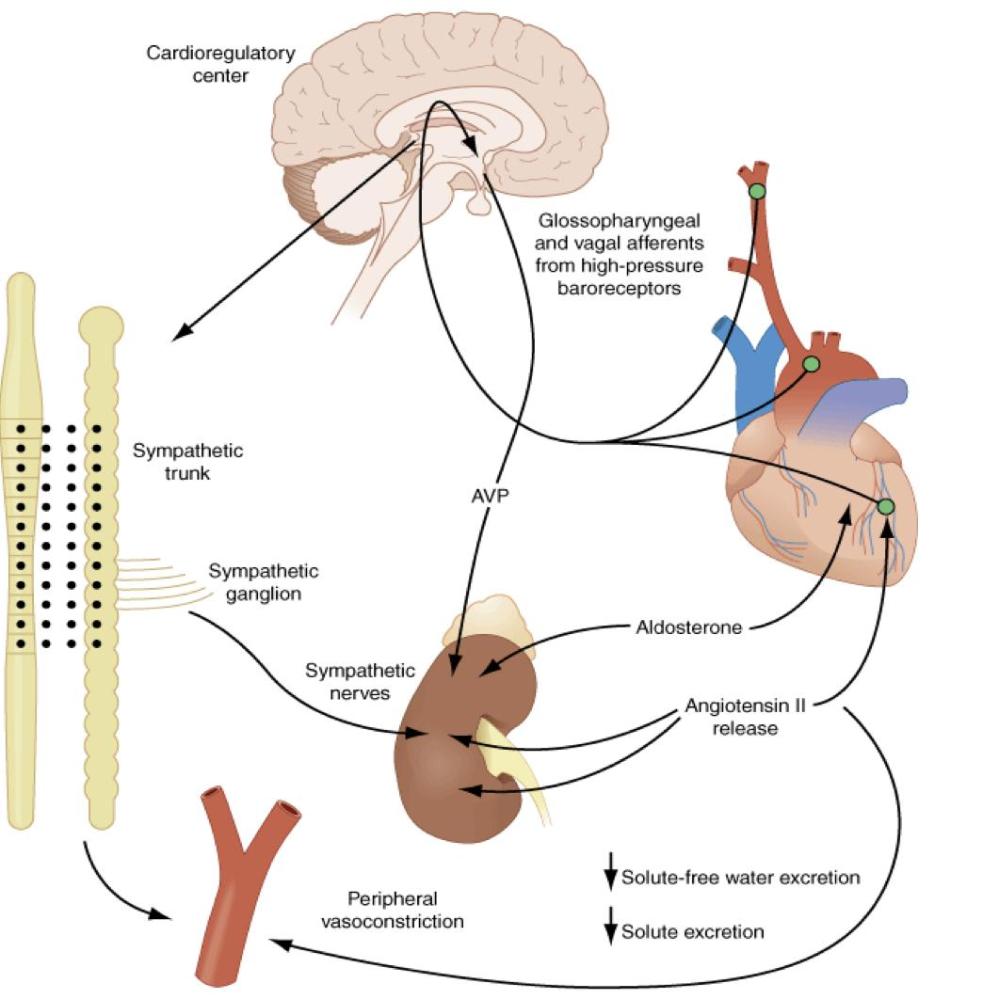 Cardioregulatory
center
Glossopharyngeal
and vagal afferents
from high-pressure
baroreceptors
Sympathetic
trunk
AVP
Sympathetic
ganglion
Aldosterone
Sympathetic
nerves
Angiotensin II
release
Solute-free water excretion
Peripheral
vasoconstriction
Solute excretion